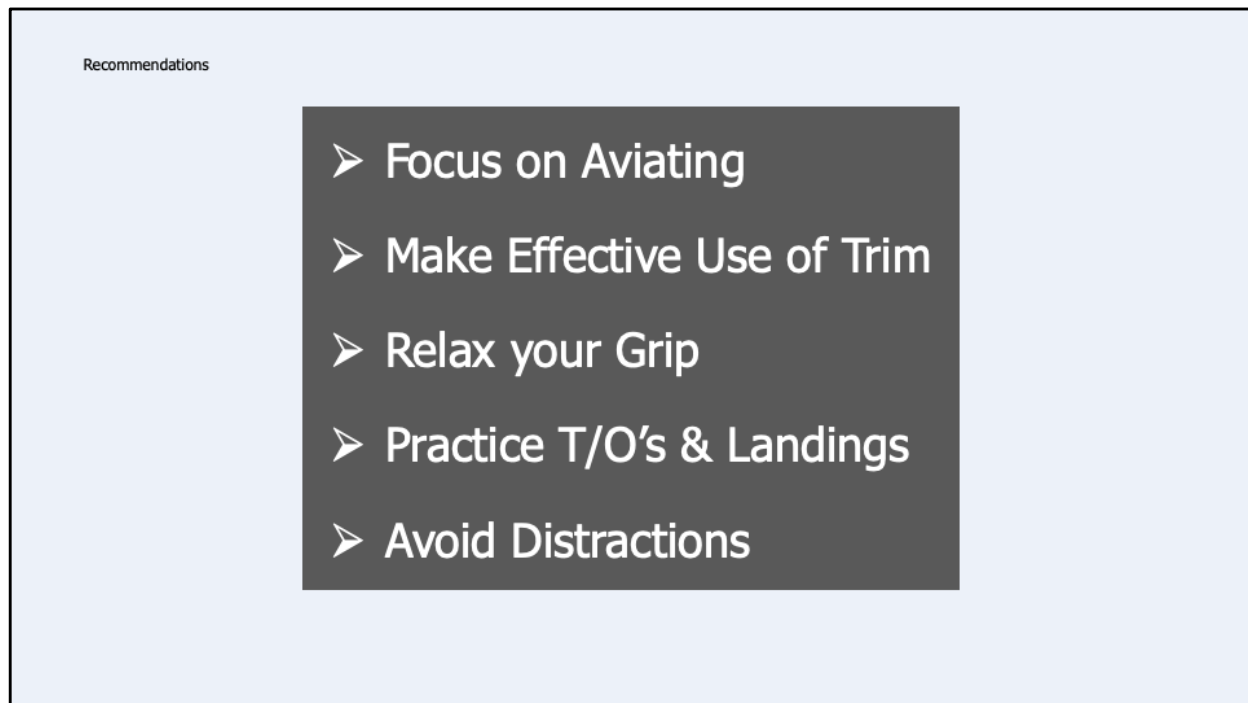 Recommendations
➢ Focus on Aviating
➢ Make Effective Use of Trim
➢ Relax your Grip
➢ Practice T/O’s & Landings
➢ Avoid Distractions